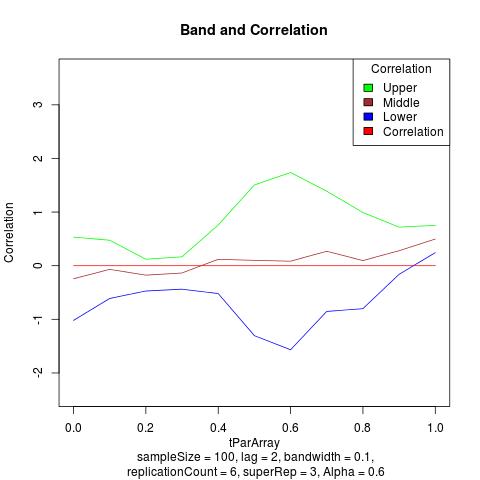 Band and Correlation
Correlation
Upper
Middle
Lower
Correlation
Correlation
3
2
1
0
-1
-2
0.0 0.2 0.4 0.6 0.8 1.0
tParArray
sampleSize = 100, lag = 2, bandwidth = 0.1,
replicationCount = 6, superRep = 3, Alpha = 0.6